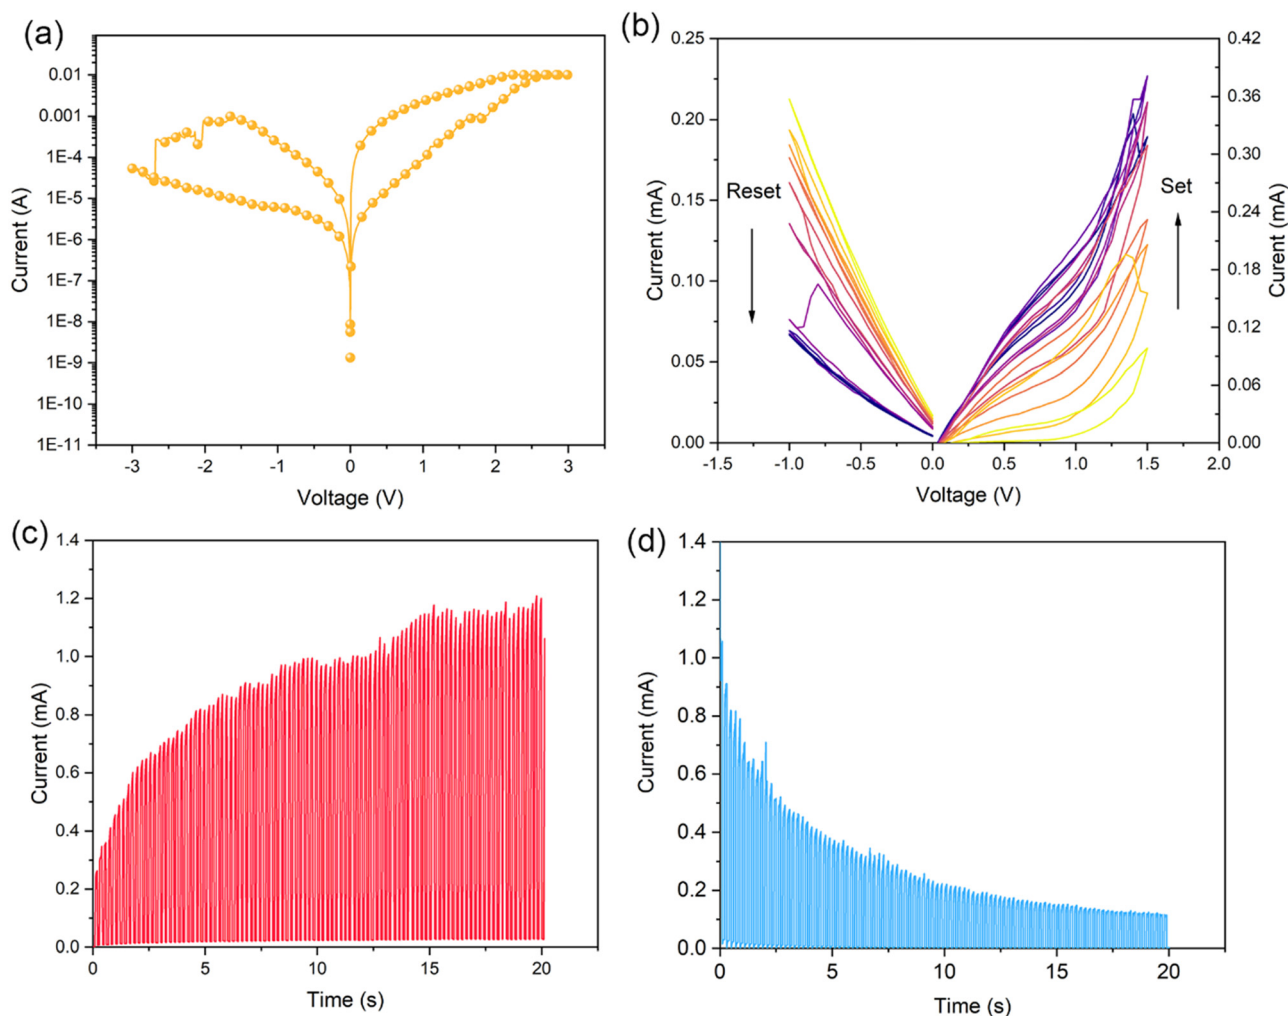 (a)
0.01
0.001
1E-4
1E-5
1E-6
1E-7
1E-8
1E-9
1E-10
1E-11
Current (A)
-3 -2 -1 0 1 2 3
Voltage (V)
(b)
0.25
0.20
0.15
0.10
0.05
0.00
Current (mA)
Reset
Set
0.42
0.36
0.30
0.24
0.18
0.12
0.06
0.00
Current (mA)
-1.5 -1.0 -0.5 0.0 0.5 1.0 1.5 2.0
Voltage (V)
(c)
1.4
1.2
1.0
0.8
0.6
0.4
0.2
0.0
Current (mA)
0 5 10 15 20
Time (s)
(d)
1.4
1.2
1.0
0.8
0.6
0.4
0.2
0.0
Current (mA)
0 5 10 15 20
Time (s)